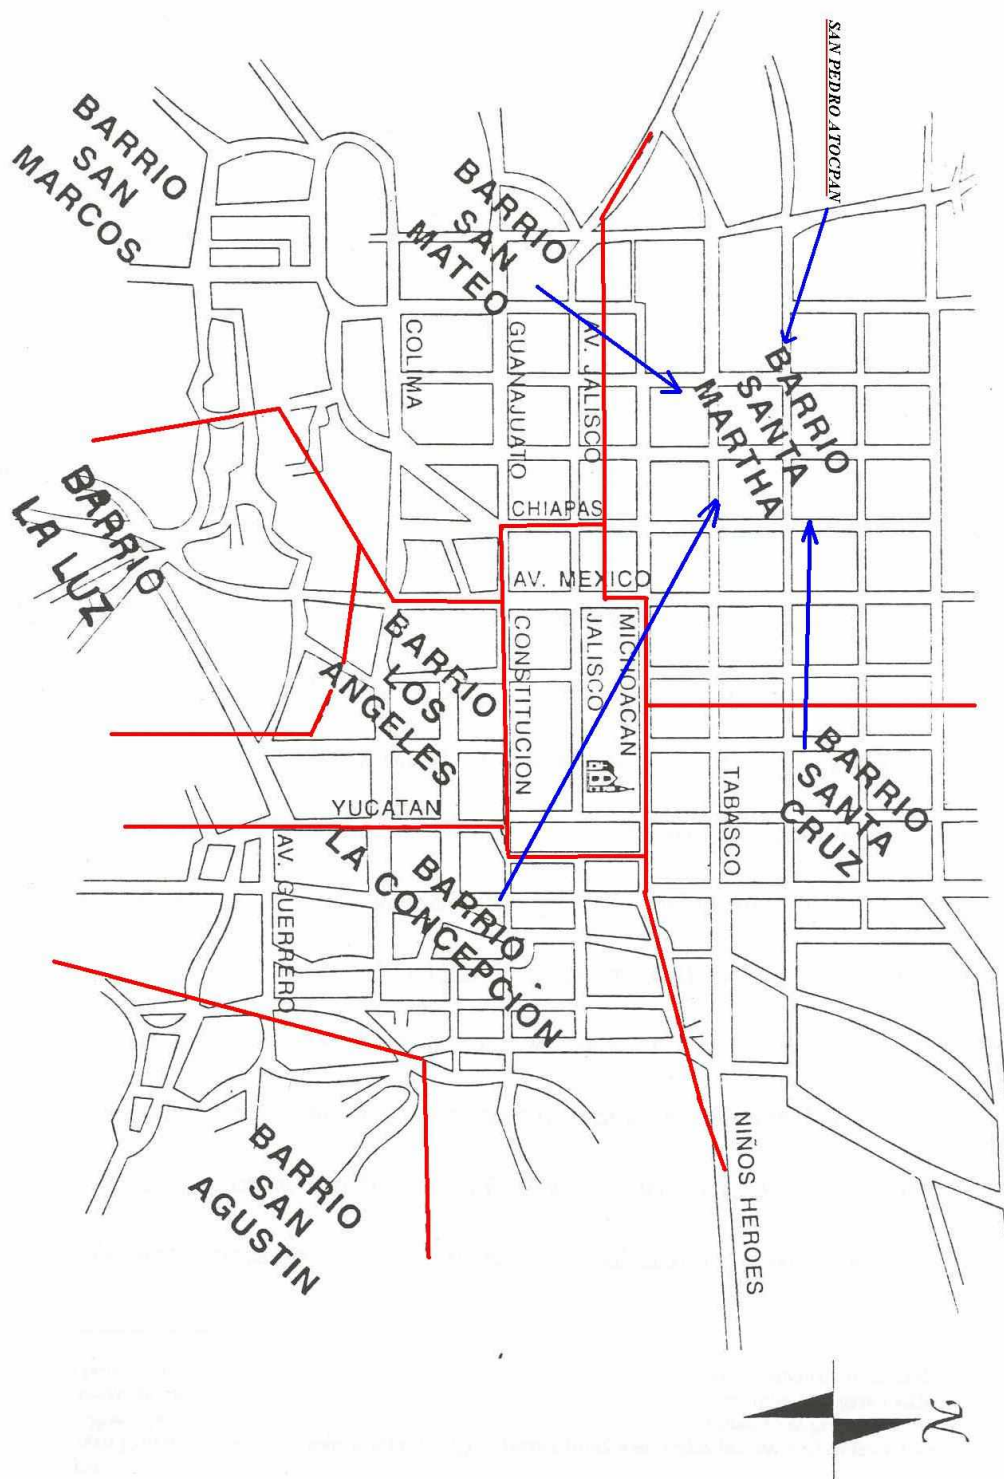 SAN PEDRO ATOCPAN
BARRIO
SAN
MARCOS
BARRIO
SAN
MATEO
BARRIO
SANTA
MARTHA
COLIMA
GUANAJUATO
AV. JALISCO
CHIAPAS
AV. MEXICO
BARRIO
LA LUZ
BARRIO
LOS
ANGELES
CONSTITUCION
JALISCO
MICHOACAN
BARRIO
SANTA
CRUZ
TABASCO
YUCATAN
AV. GUERRERO
BARRIO
LA CONCEPCIÓN
BARRIO
SAN
AGUSTIN
NIÑOS HEROES
N